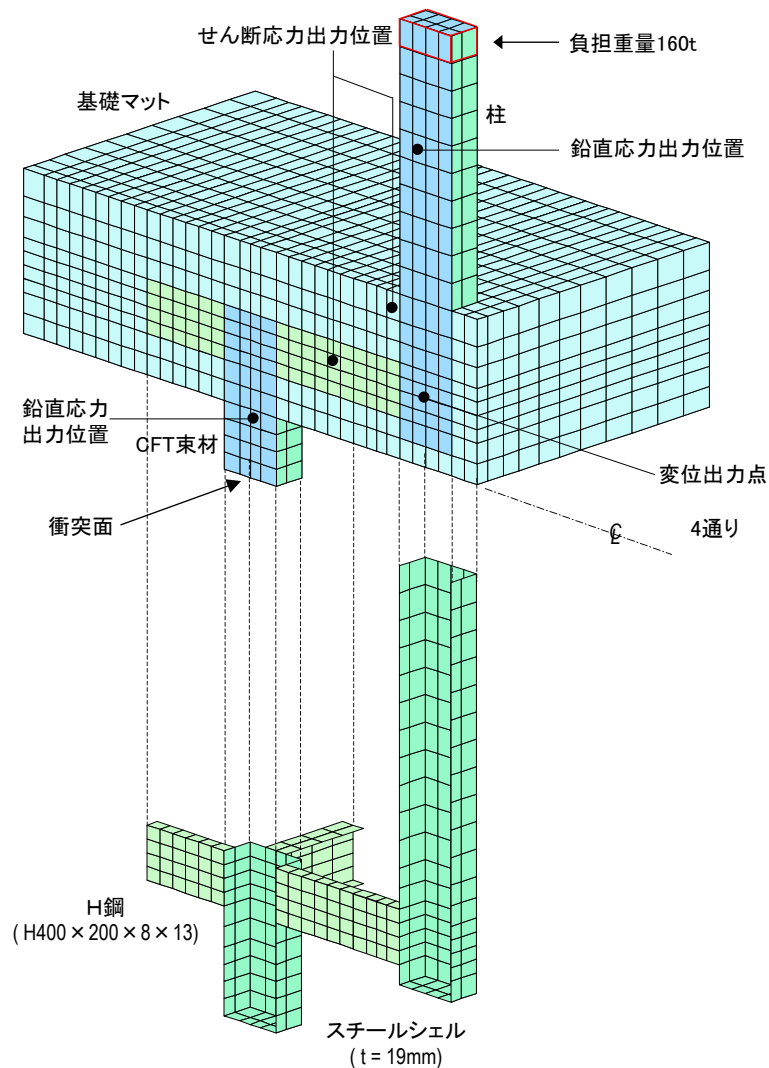 せん断応力出力位置
負担重量160t
基礎マット
柱
鉛直応力出力位置
鉛直応力
出力位置
CFT束材
変位出力点
衝突面
℄
4通り
H鋼
( H400×200×8×13)
スチールシェル
( t = 19mm)